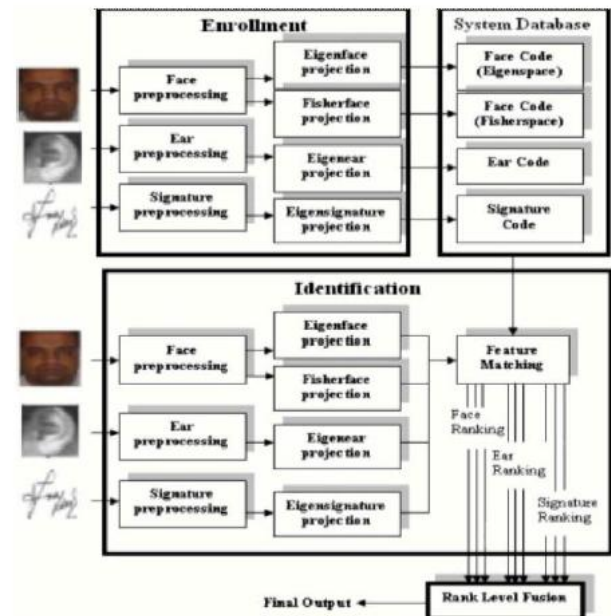 Enrollment
System Database
Face
preprocessing
Eigenface
projection
Face Code
(Eigenspace)
Fisherface
projection
Face Code
(Fisherspace)
Ear
preprocessing
Eigenear
projection
Ear Code
Signature
preprocessing
Eigensignature
projection
Signature
Code
Identification
Face
preprocessing
Eigenface
projection
Fisherface
projection
Feature
Matching
Ear
preprocessing
Eigenear
projection
Signature
preprocessing
Eigensignature
projection
Face
Ranking
Ear
Ranking
Signature
Ranking
Rank Level Fusion
Final Output